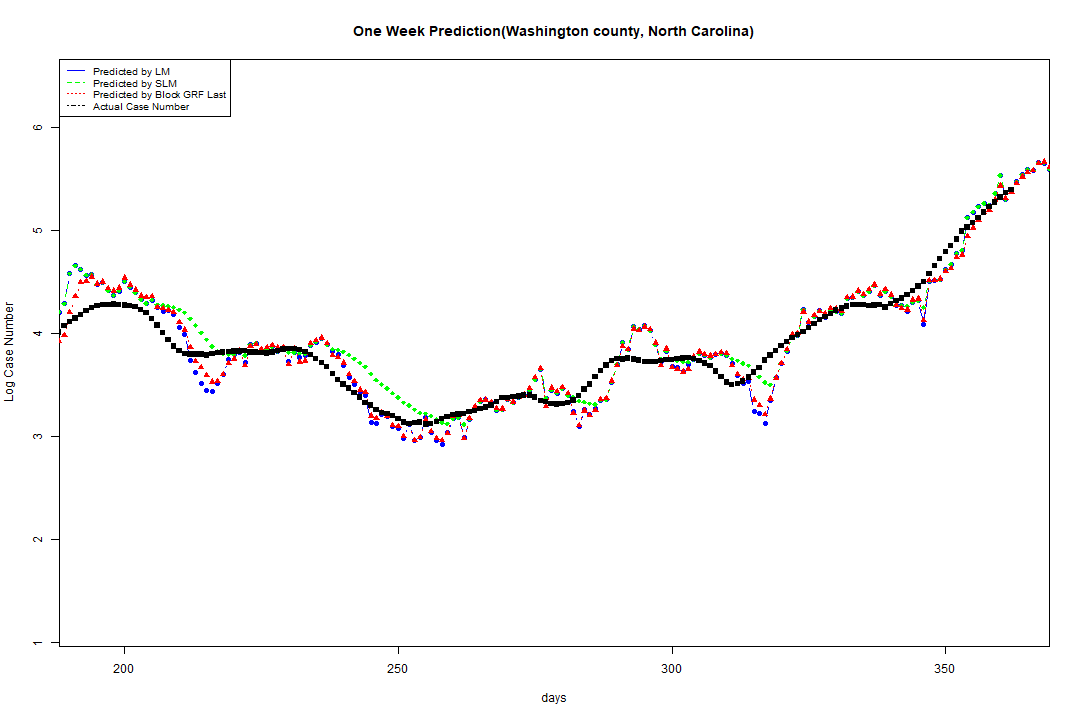 One Week Prediction(Washington county, North Carolina)
Predicted by LM
Predicted by SLM
Predicted by Block GRF Last
Actual Case Number
Log Case Number
6
5
4
3
2
1
200
250
300
350
days